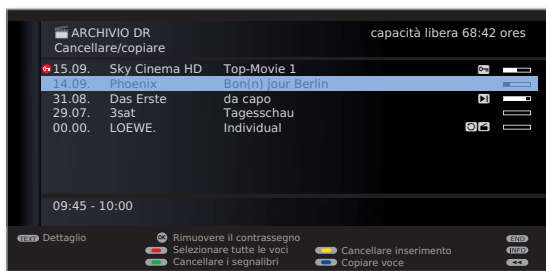 ARCHIVIO DR capacità libera 68:42 ores
Cancellare/copiare
15.09. Sky Cinema HD Top-Movie 1
14.09. Phoenix Bon(n) jour Berlin
31.08. Das Erste da capo
29.07. 3sat Tagesschau
00.00. LOEWE. Individual
09:45 - 10:00
TEXT Dettaglio OK Rimuovere il contrassegno END
Selezionare tutte le voci Cancellare inserimento INFO
Cancellare i segnalibri Copiare voce